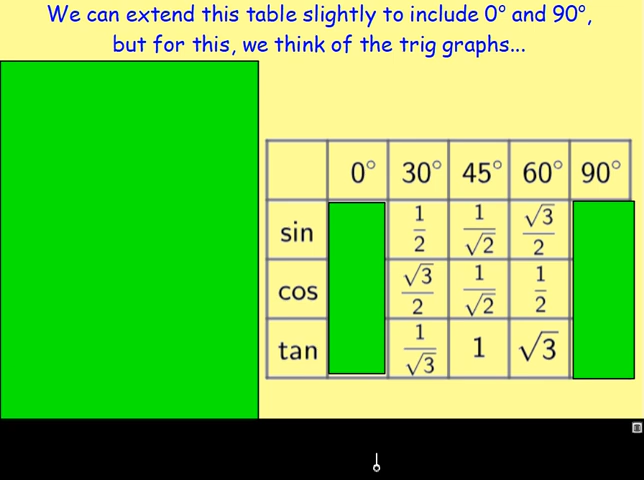 We can extend this table slightly to include 0° and 90°,
but for this, we think of the trig graphs...
0° 30° 45° 60° 90°
sin 1/2 1/√2 √3/2
cos √3/2 1/√2 1/2
tan 1/√3 1 √3